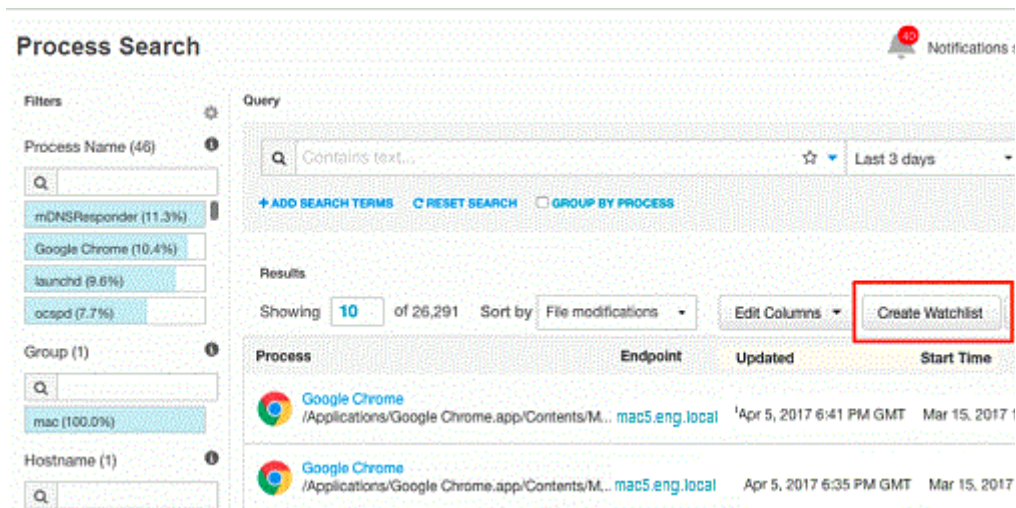 Process Search
40
Notifications
Filters
Query
Process Name (46)
Contains text...
Last 3 days
mDNSResponder (11.3%)
+ ADD SEARCH TERMS
RESET SEARCH
GROUP BY PROCESS
Google Chrome (10.4%)
launchd (9.6%)
Results
ocspd (7.7%)
Showing 10 of 26,291 Sort by File modifications
Edit Columns
Create Watchlist
Group (1)
Process
Endpoint
Updated
Start Time
mac (100.0%)
Google Chrome
/Applications/Google Chrome.app/Contents/M... mac5.eng.local Apr 5, 2017 6:41 PM GMT Mar 15, 2017
Hostname (1)
Google Chrome
/Applications/Google Chrome.app/Contents/M... mac5.eng.local Apr 5, 2017 6:35 PM GMT Mar 15, 2017